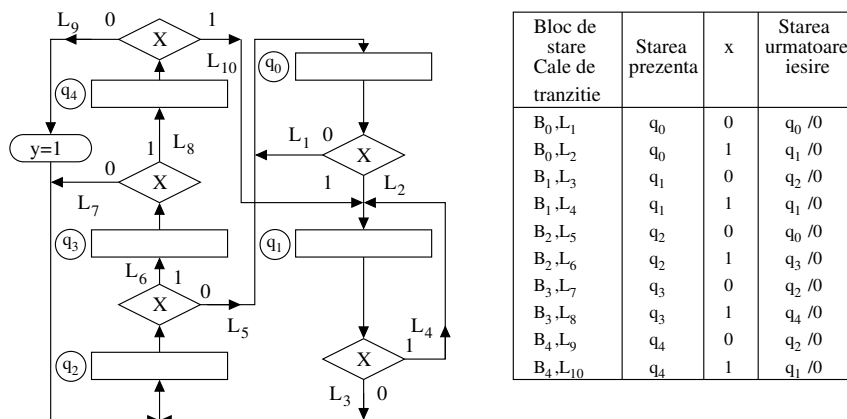 L9 0 X 1
L10
q4
q0
L8
y=1
L1 0 X
0 1 X
1 L2
L7
q3
q1
L6 1
X 0
L5
L4
q2
X 1
L3 0
Bloc de stare Cale de tranzitie | Starea prezenta | x | Starea urmatoare iesire
B0,L1 q0 0 q0 /0
B0,L2 q0 1 q1 /0
B1,L3 q1 0 q2 /0
B1,L4 q1 1 q1 /0
B2,L5 q2 0 q0 /0
B2,L6 q2 1 q3 /0
B3,L7 q3 0 q2 /0
B3,L8 q3 1 q4 /0
B4,L9 q4 0 q2 /0
B4,L10 q4 1 q1 /0